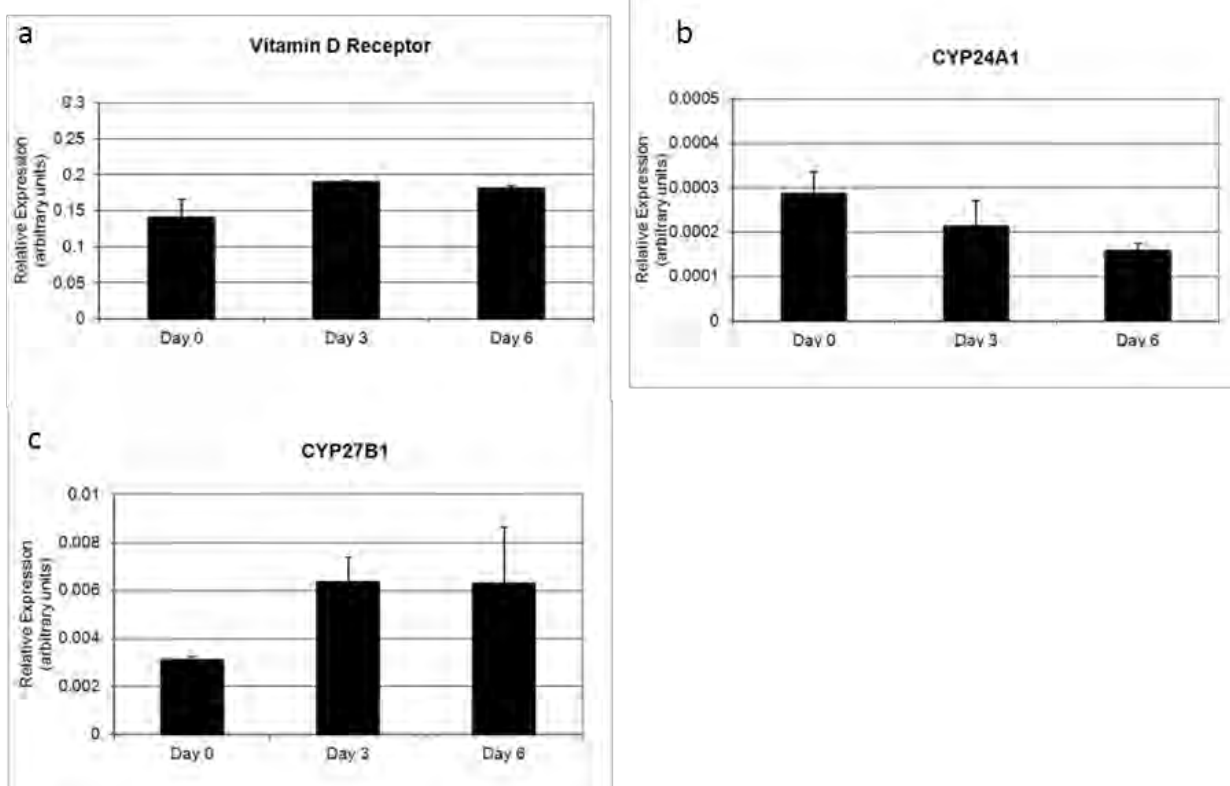 a
Vitamin D Receptor
Relative Expression
(arbitrary units)
0.3
0.25
0.2
0.15
0.1
0.05
0
Day 0 Day 3 Day 6
b
CYP24A1
Relative Expression
(arbitrary units)
0.0005
0.0004
0.0003
0.0002
0.0001
0
Day 0 Day 3 Day 6
c
CYP27B1
Relative Expression
(arbitrary units)
0.01
0.008
0.006
0.004
0.002
0
Day 0 Day 3 Day 6